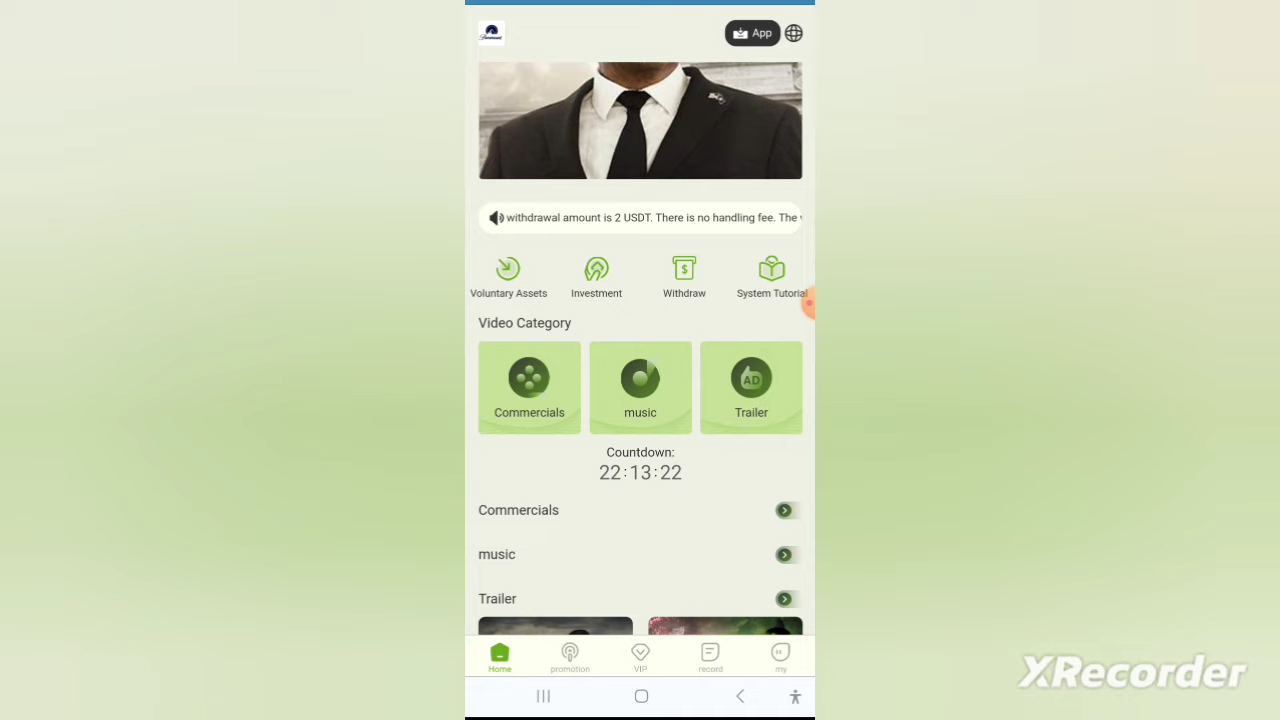 Paramount
App
withdrawal amount is 2 USDT. There is no handling fee. The
Voluntary Assets
Investment
Withdraw
System Tutorial
Video Category
AD
Commercials
music
Trailer
Countdown:
22:13:22
Commercials
music
Trailer
Home
promotion
VIP
record
my
XRecorder